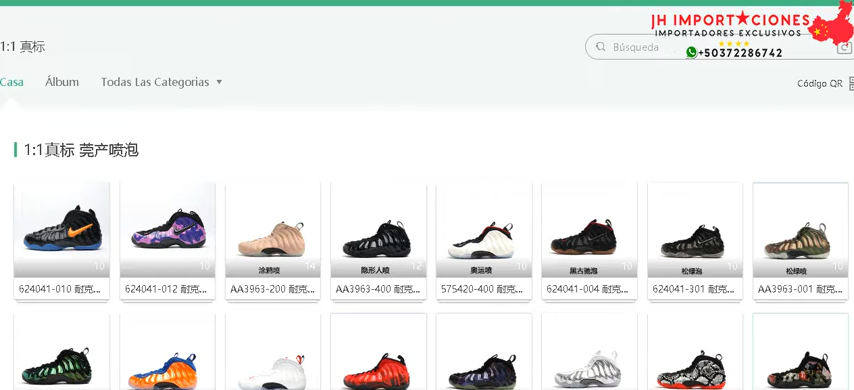 JH IMPORT★CIONES
IMPORTADORES EXCLUSIVOS
★★★★
+50372286742
1:1 真标
Búsqueda
Casa
Álbum
Todas Las Categorias ▼
Código QR
1:1真标 莞产喷泡
10
10
涂鸦喷 14
隐形人喷 12
奥运喷 10
黑古驰泡 10
松绿泡 10
松绿喷 10
624041-010 耐克...
624041-012 耐克...
AA3963-200 耐克...
AA3963-400 耐克...
575420-400 耐克...
624041-004 耐克...
624041-301 耐克...
AA3963-001 耐克...